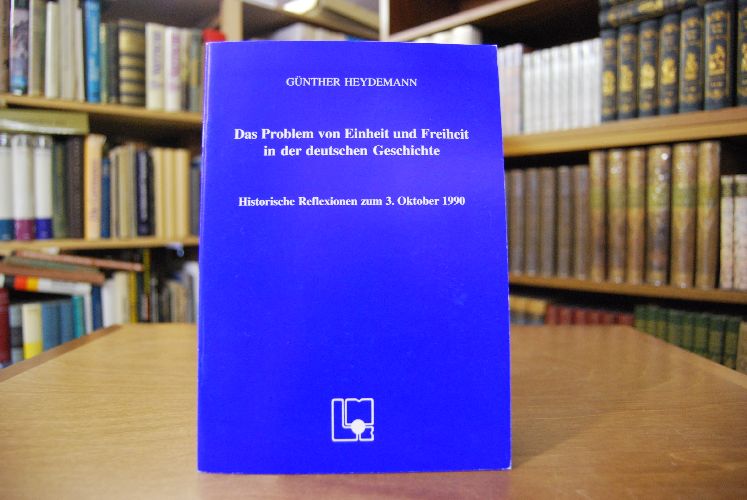 GÜNTHER HEYDEMANN
Das Problem von Einheit und Freiheit
in der deutschen Geschichte
Historische Reflexionen zum 3. Oktober 1990